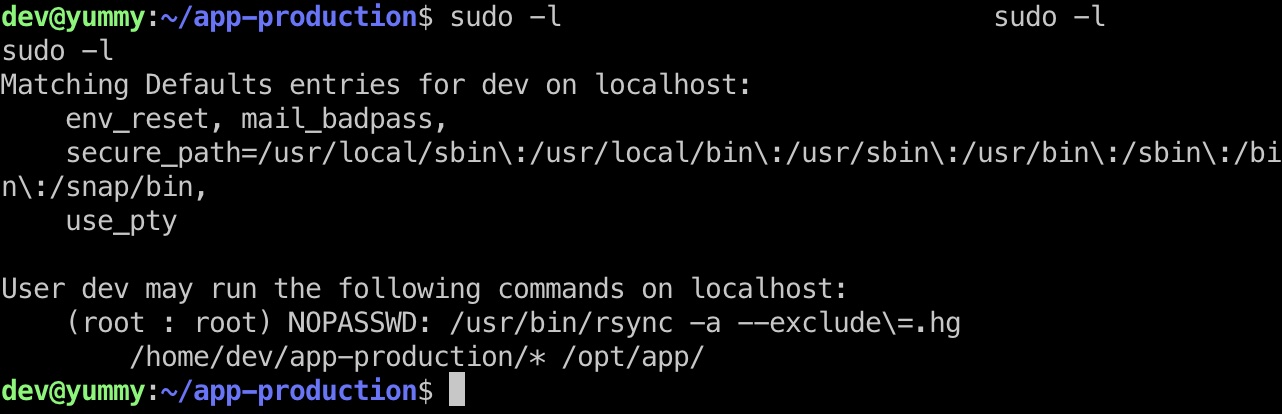 dev@yummy:~/app-production$ sudo -l                                  sudo -l
sudo -l
Matching Defaults entries for dev on localhost:
    env_reset, mail_badpass,
    secure_path=/usr/local/sbin\:/usr/local/bin\:/usr/sbin\:/usr/bin\:/sbin\:/bi
n\:/snap/bin,
    use_pty

User dev may run the following commands on localhost:
    (root : root) NOPASSWD: /usr/bin/rsync -a --exclude\=.hg
        /home/dev/app-production/* /opt/app/
dev@yummy:~/app-production$